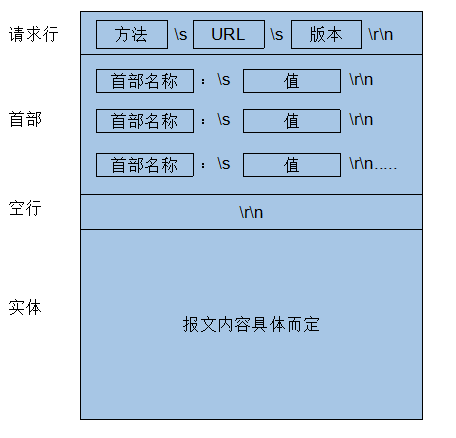 请求行 方法 \s URL \s 版本 \r\n
首部名称 : \s 值 \r\n
首部 首部名称 : \s 值 \r\n
首部名称 : \s 值 \r\n.....
空行 \r\n
实体 报文内容具体而定